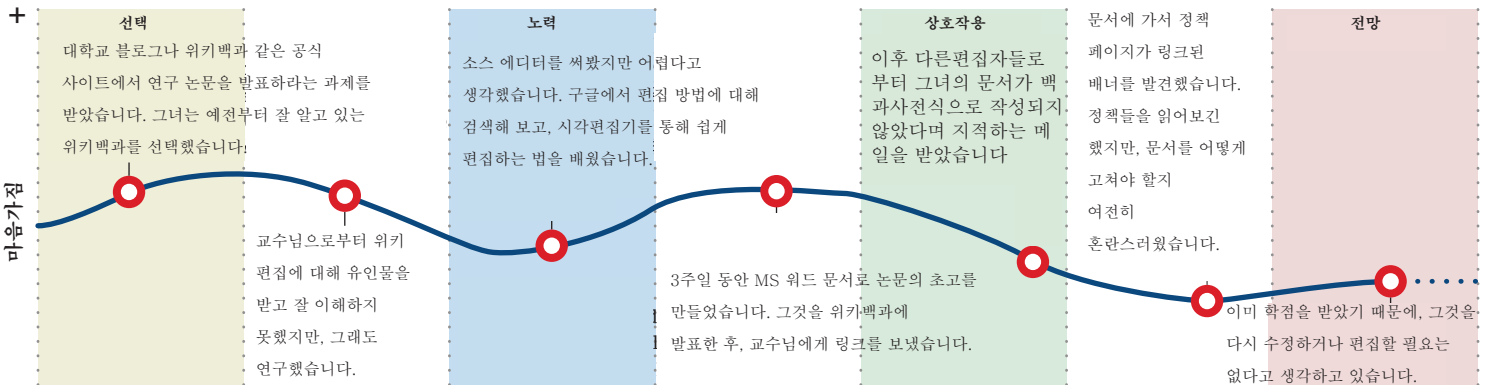 +
마음가짐
선택
대학교 블로그나 위키백과 같은 공식
사이트에서 연구 논문을 발표하라는 과제를
받았습니다. 그녀는 예전부터 잘 알고 있는
위키백과를 선택했습니다.
교수님으로부터 위키
편집에 대해 유인물을
받고 잘 이해하지
못했지만, 그래도
연구했습니다.
노력
소스 에디터를 써봤지만 어렵다고
생각했습니다. 구글에서 편집 방법에 대해
검색해 보고, 시각편집기를 통해 쉽게
편집하는 법을 배웠습니다.
3주일 동안 MS 워드 문서로 논문의 초고를
만들었습니다. 그것을 위키백과에
발표한 후, 교수님에게 링크를 보냈습니다.
상호작용
이후 다른편집자들로
부터 그녀의 문서가 백
과사전식으로 작성되지
않았다며 지적하는 메
일을 받았습니다
문서에 가서 정책
페이지가 링크된
배너를 발견했습니다.
정책들을 읽어보긴
했지만, 문서를 어떻게
고쳐야 할지
여전히
혼란스러웠습니다.
전망
이미 학점을 받았기 때문에, 그것을
다시 수정하거나 편집할 필요는
없다고 생각하고 있습니다.